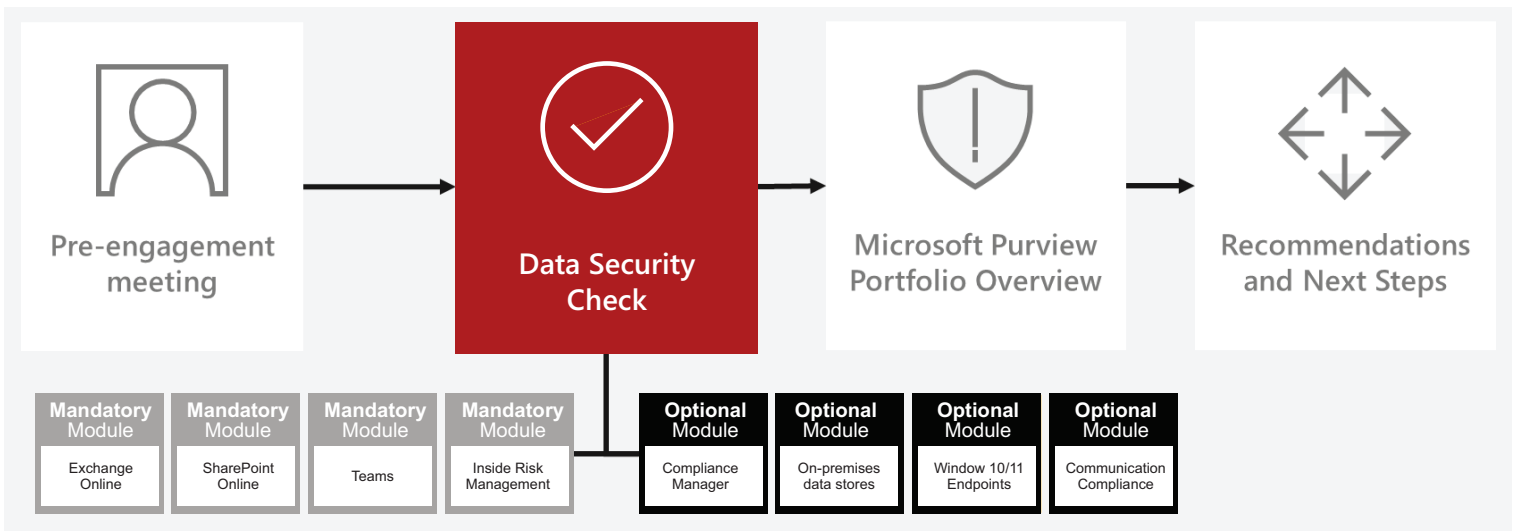 Pre-engagement
meeting
Data Security
Check
Microsoft Purview
Portfolio Overview
Recommendations
and Next Steps
Mandatory
Module
Exchange
Online
Mandatory
Module
SharePoint
Online
Mandatory
Module
Teams
Mandatory
Module
Inside Risk
Management
Optional
Module
Compliance
Manager
Optional
Module
On-premises
data stores
Optional
Module
Window 10/11
Endpoints
Optional
Module
Communication
Compliance